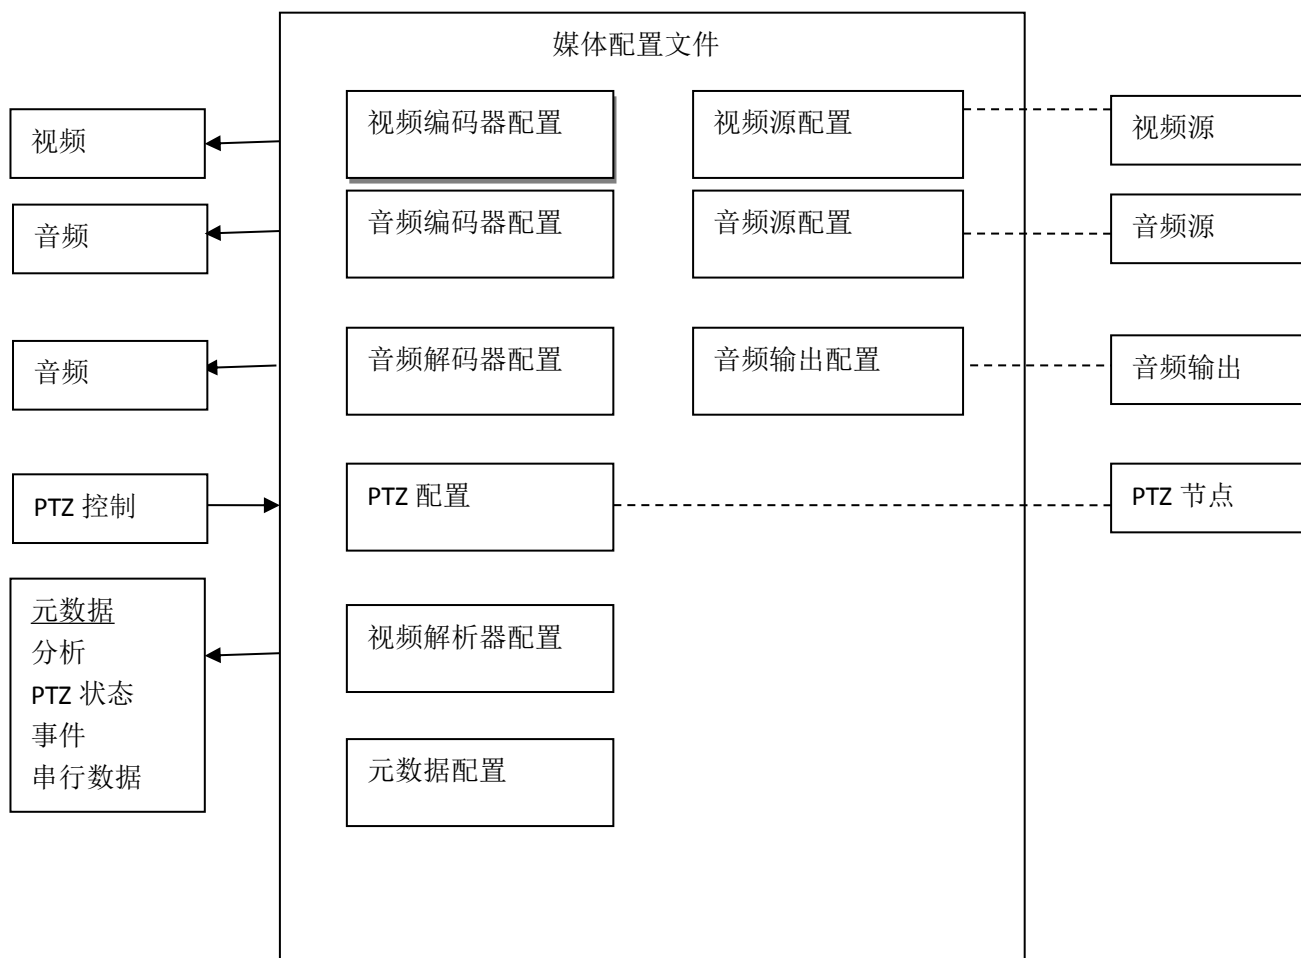 媒体配置文件
视频
视频编码器配置
视频源配置
视频源
音频
音频编码器配置
音频源配置
音频源
音频
音频解码器配置
音频输出配置
音频输出
PTZ 控制
PTZ 配置
PTZ 节点
元数据
分析
PTZ 状态
事件
串行数据
视频解析器配置
元数据配置